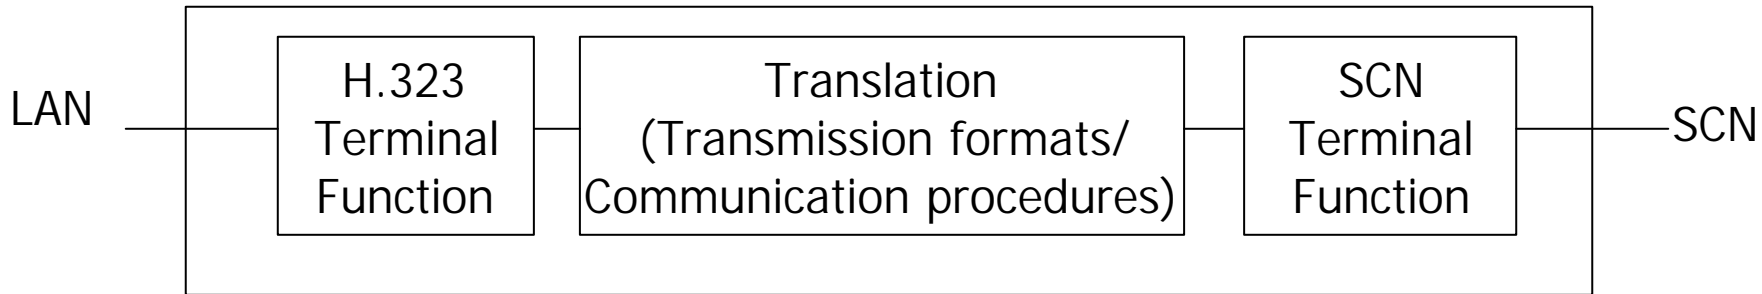 LAN
H.323
Terminal
Function
Translation
(Transmission formats/
Communication procedures)
SCN
Terminal
Function
SCN